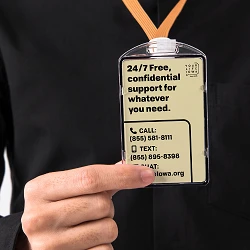 24/7 Free,
confidential
support for
whatever
you need.
CALL:
(855) 581-8111
TEXT:
(855) 895-8398